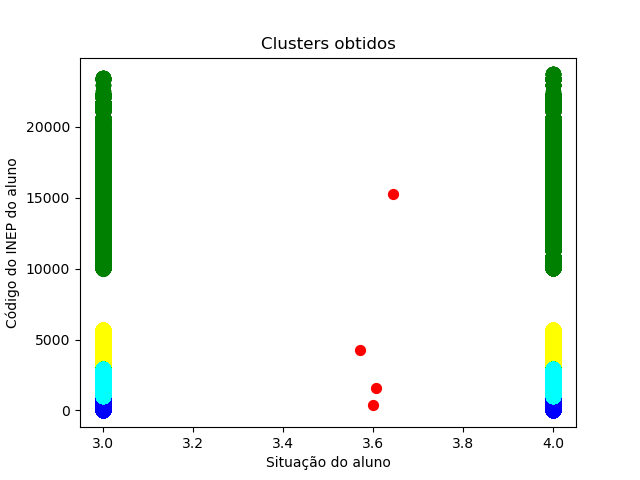 Clusters obtidos
Código do INEP do aluno
20000
15000
10000
5000
0
3.0 3.2 3.4 3.6 3.8 4.0
Situação do aluno